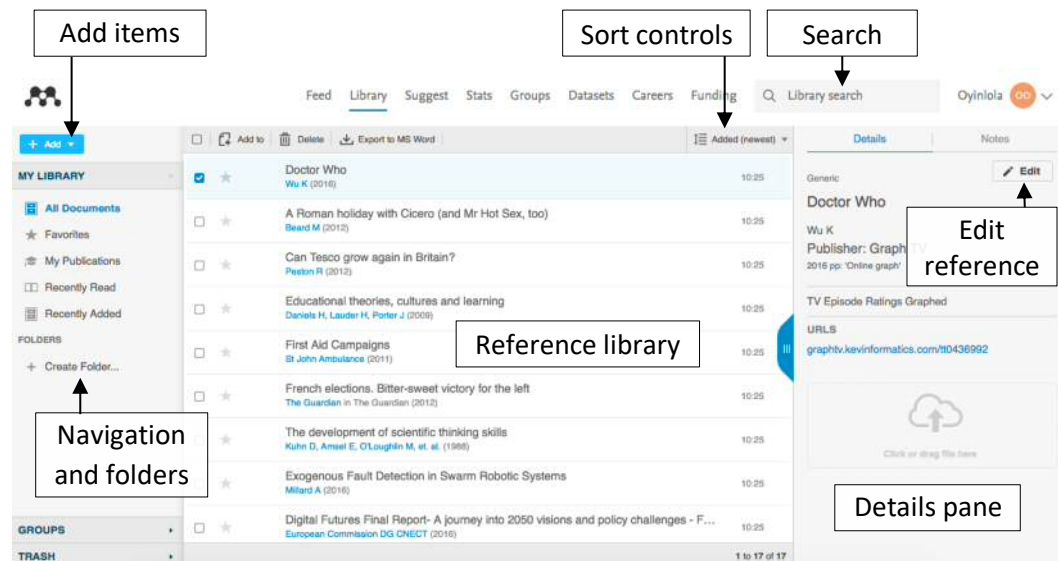 Add items
Sort controls
Search
Feed Library Suggest Stats Groups Datasets Careers Funding Library search Oyinlola OO
+ Add
Add to Delete Export to MS Word Added (newest)
Details Notes
MY LIBRARY
All Documents
Favorites
My Publications
Recently Read
Recently Added
FOLDERS
+ Create Folder...
Navigation
and folders
GROUPS
TRASH
Doctor Who 10:25
Wu K (2016)
A Roman holiday with Cicero (and Mr Hot Sex, too) 10:25
Beard M (2012)
Can Tesco grow again in Britain? 10:25
Peston R (2012)
Educational theories, cultures and learning 10:25
Daniels H, Lauder H, Porter J (2009)
Reference library
First Aid Campaigns 10:25
St John Ambulance (2011)
French elections. Bitter-sweet victory for the left 10:25
The Guardian in The Guardian (2012)
The development of scientific thinking skills 10:25
Kuhn D, Amsel E, O'Loughlin M, et. al. (1988)
Exogenous Fault Detection in Swarm Robotic Systems 10:25
Millard A (2016)
Digital Futures Final Report- A journey into 2050 visions and policy challenges - F... 10:25
European Commission DG CNECT (2016)
1 to 17 of 17
Generic
Edit
Doctor Who
Wu K
Publisher: Graph TV
2016 pp: 'Online graph'
Edit
reference
TV Episode Ratings Graphed
URLS
graphtv.kevinformatics.com/tt0436992
Click or drag file here
Details pane